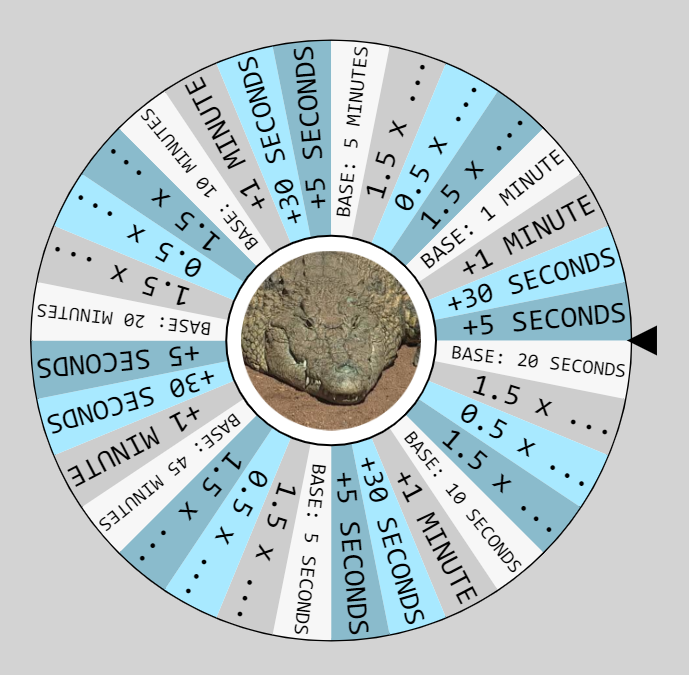 BASE: 5 MINUTES
1.5 x ...
0.5 x ...
1.5 x ...
BASE: 1 MINUTE
+1 MINUTE
+30 SECONDS
+5 SECONDS
BASE: 20 SECONDS
1.5 x ...
0.5 x ...
1.5 x ...
BASE: 10 SECONDS
+1 MINUTE
+30 SECONDS
+5 SECONDS
BASE: 5 SECONDS
1.5 x ...
0.5 x ...
1.5 x ...
BASE: 45 MINUTES
+1 MINUTE
+30 SECONDS
+5 SECONDS
BASE: 20 MINUTES
1.5 x ...
0.5 x ...
1.5 x ...
BASE: 10 MINUTES
+1 MINUTE
+30 SECONDS
+5 SECONDS